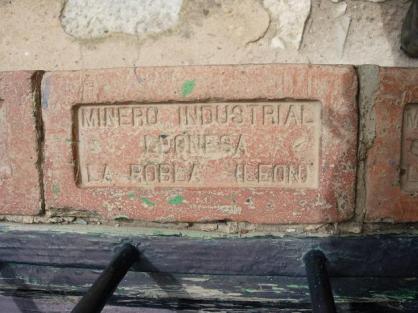 MINERO INDUSTRIAL
LEONESA
LA ROBLA (LEON)